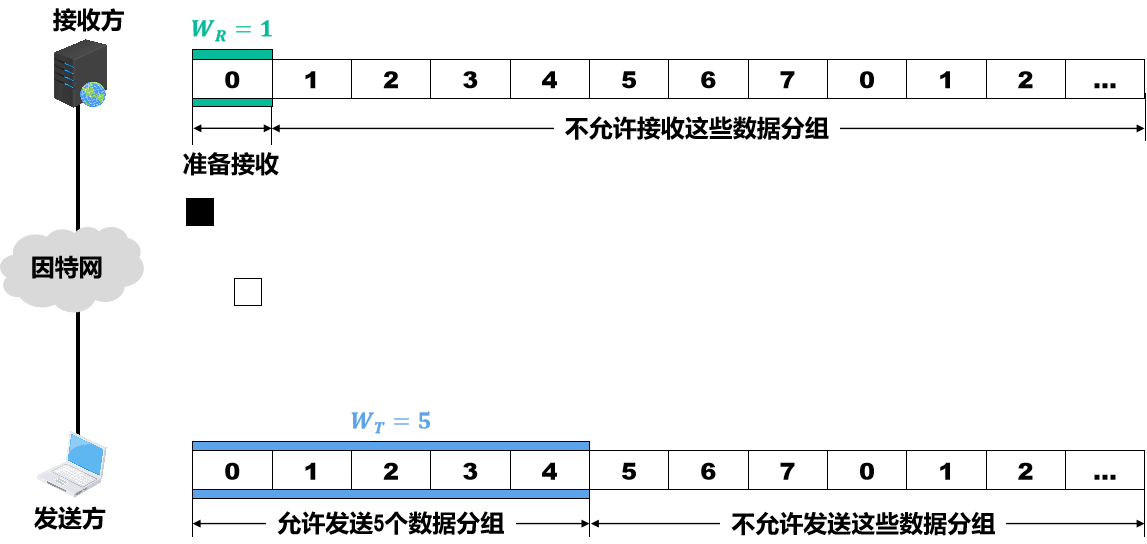 接收方
W_R = 1
0 1 2 3 4 5 6 7 0 1 2 ...
不允许接收这些数据分组
准备接收
因特网
W_T = 5
0 1 2 3 4 5 6 7 0 1 2 ...
发送方
允许发送5个数据分组
不允许发送这些数据分组